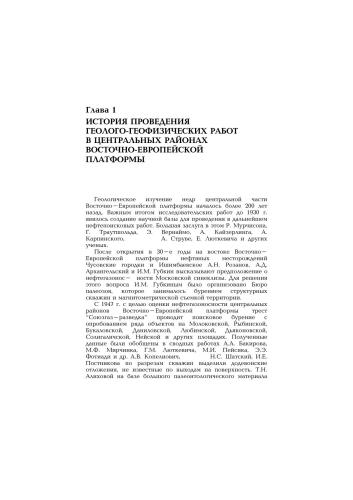 Глава 1
ИСТОРИЯ ПРОВЕДЕНИЯ
ГЕОЛОГО-ГЕОФИЗИЧЕСКИХ РАБОТ
В ЦЕНТРАЛЬНЫХ РАЙОНАХ
ВОСТОЧНО-ЕВРОПЕЙСКОЙ
ПЛАТФОРМЫ
Геологическое изучение недр центральной части
Восточно—Европейской платформы началось более 200 лет
назад. Важным итогом исследовательских работ до 1930 г.
явилось создание научной базы для проведения в дальнейшем
нефтепоисковых работ. Большая заслуга в этом Р. Мурчисона,
Г. Траутшольда, Э. Вернейно, А. Кайзерлинга, А.
Карпинского, А. Струве, Е. Люткевича и других
ученых.
После открытия в 30—е годы на востоке Восточно—
Европейской платформы нефтяных месторождений
Чусовские городки и Ишимбаевское А.Н. Розанов, А.Д.
Архангельский и И.М. Губкин высказывают предположение о
нефтегазонос— ности Московской синеклизы. Для решения
этого вопроса И.М. Губкиным было организовано Бюро
палеозоя, которое занималось бурением структурных
скважин и магнитометрической съемкой территории.
С 1947 г. с целью оценки нефтегазоносности центральных
районов Восточно—Европейской платформы трест
"Союзгаз—разведка" проводит поисковое бурение с
опробованием ряда объектов на Молоковской, Рыбинской,
Букаловской, Даниловской, Любимской, Дьяконовской,
Солигаличской, Нейской и других площадях. Полученные
данные были обобщены в сводных работах А.А. Бакирова,
М.Ф. Мирчинка, Г.М. Люткевича, М.И. Пейсика, Э.Э.
Фотиади и др. А.В Копелиович, Н.С. Шатский, И.Е.
Постникова по разрезам скважин выделили додевонские
отложения, не известные по выходам на поверхность. Т.Н.
Алиховой на базе большого палеонтологического материала